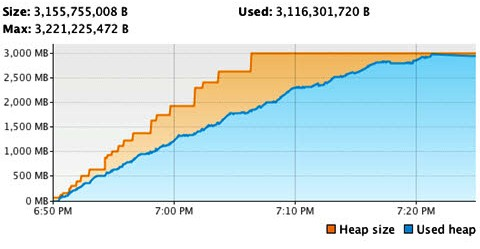 Size: 3,155,755,008 B Used: 3,116,301,720 B
Max: 3,221,225,472 B
3,000 MB
2,500 MB
2,000 MB
1,500 MB
1,000 MB
500 MB
0 MB
6:50 PM 7:00 PM 7:10 PM 7:20 PM
Heap size Used heap